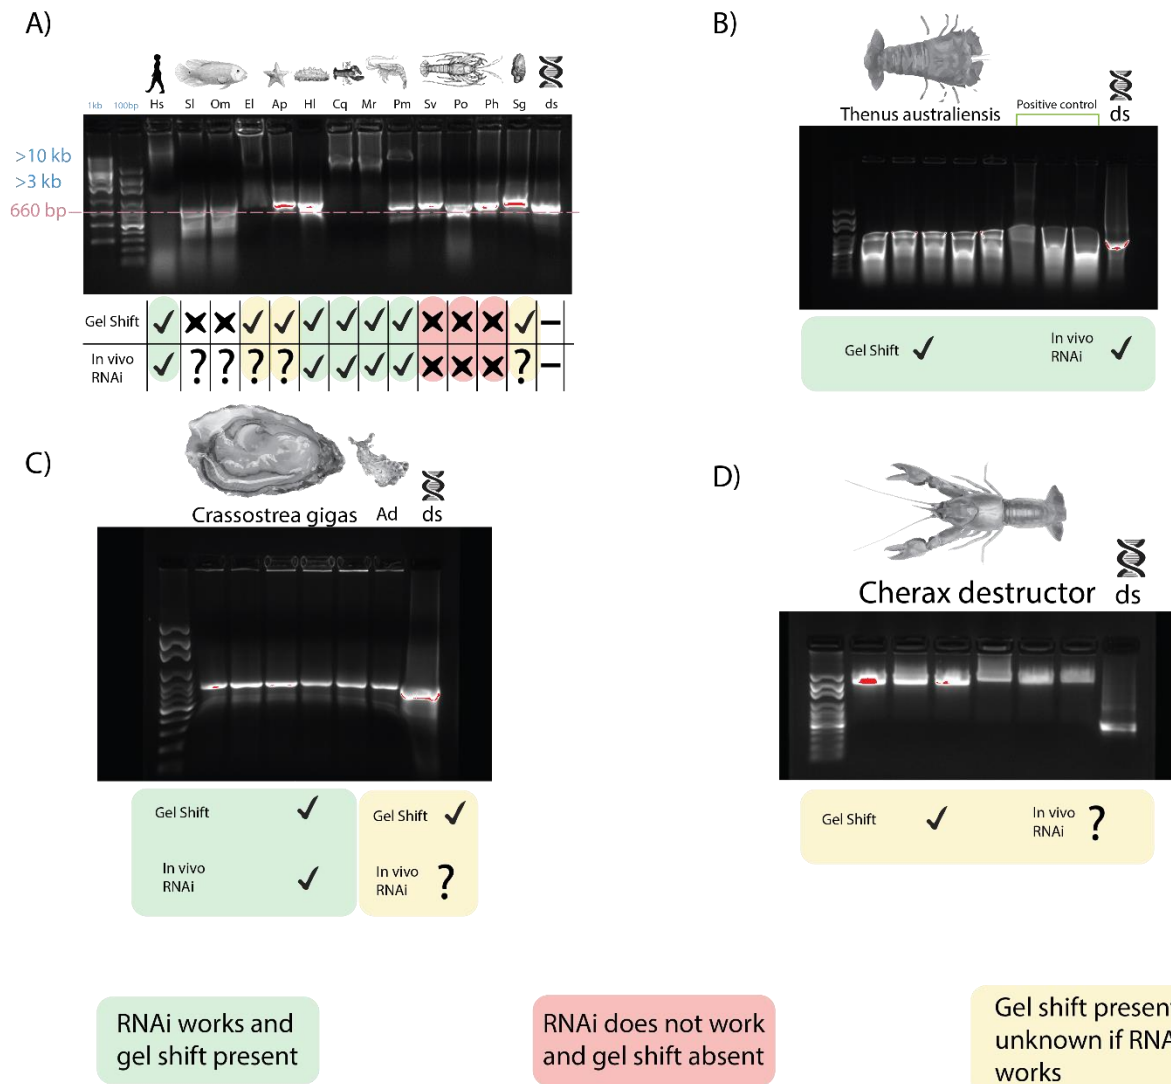 A)
Hs Sl Om El Ap Hl Cq Mr Pm Sv Po Ph Sg ds
1kb 100bp
>10 kb
>3 kb
660 bp
Gel Shift
In vivo
RNAi
? ? ? ? ?
B)
Thenus australiensis
Positive control
ds
Gel Shift
In vivo
RNAi
C)
Crassostrea gigas Ad ds
Gel Shift
In vivo
RNAi
Gel Shift
In vivo
RNAi
?
D)
Cherax destructor ds
Gel Shift
In vivo
RNAi
?
RNAi works and
gel shift present
RNAi does not work
and gel shift absent
Gel shift present
unknown if RNA
works